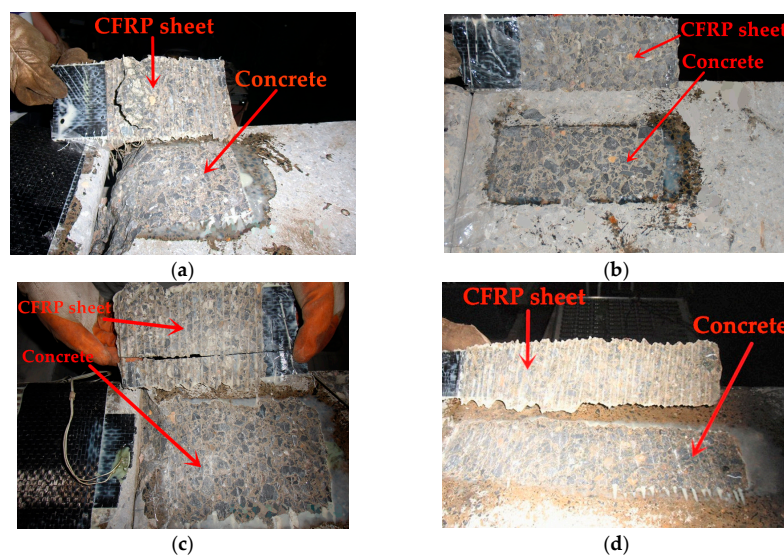 CFRP sheet
Concrete
(a)
CFRP sheet
Concrete
(b)
CFRP sheet
Concrete
(c)
CFRP sheet
Concrete
(d)